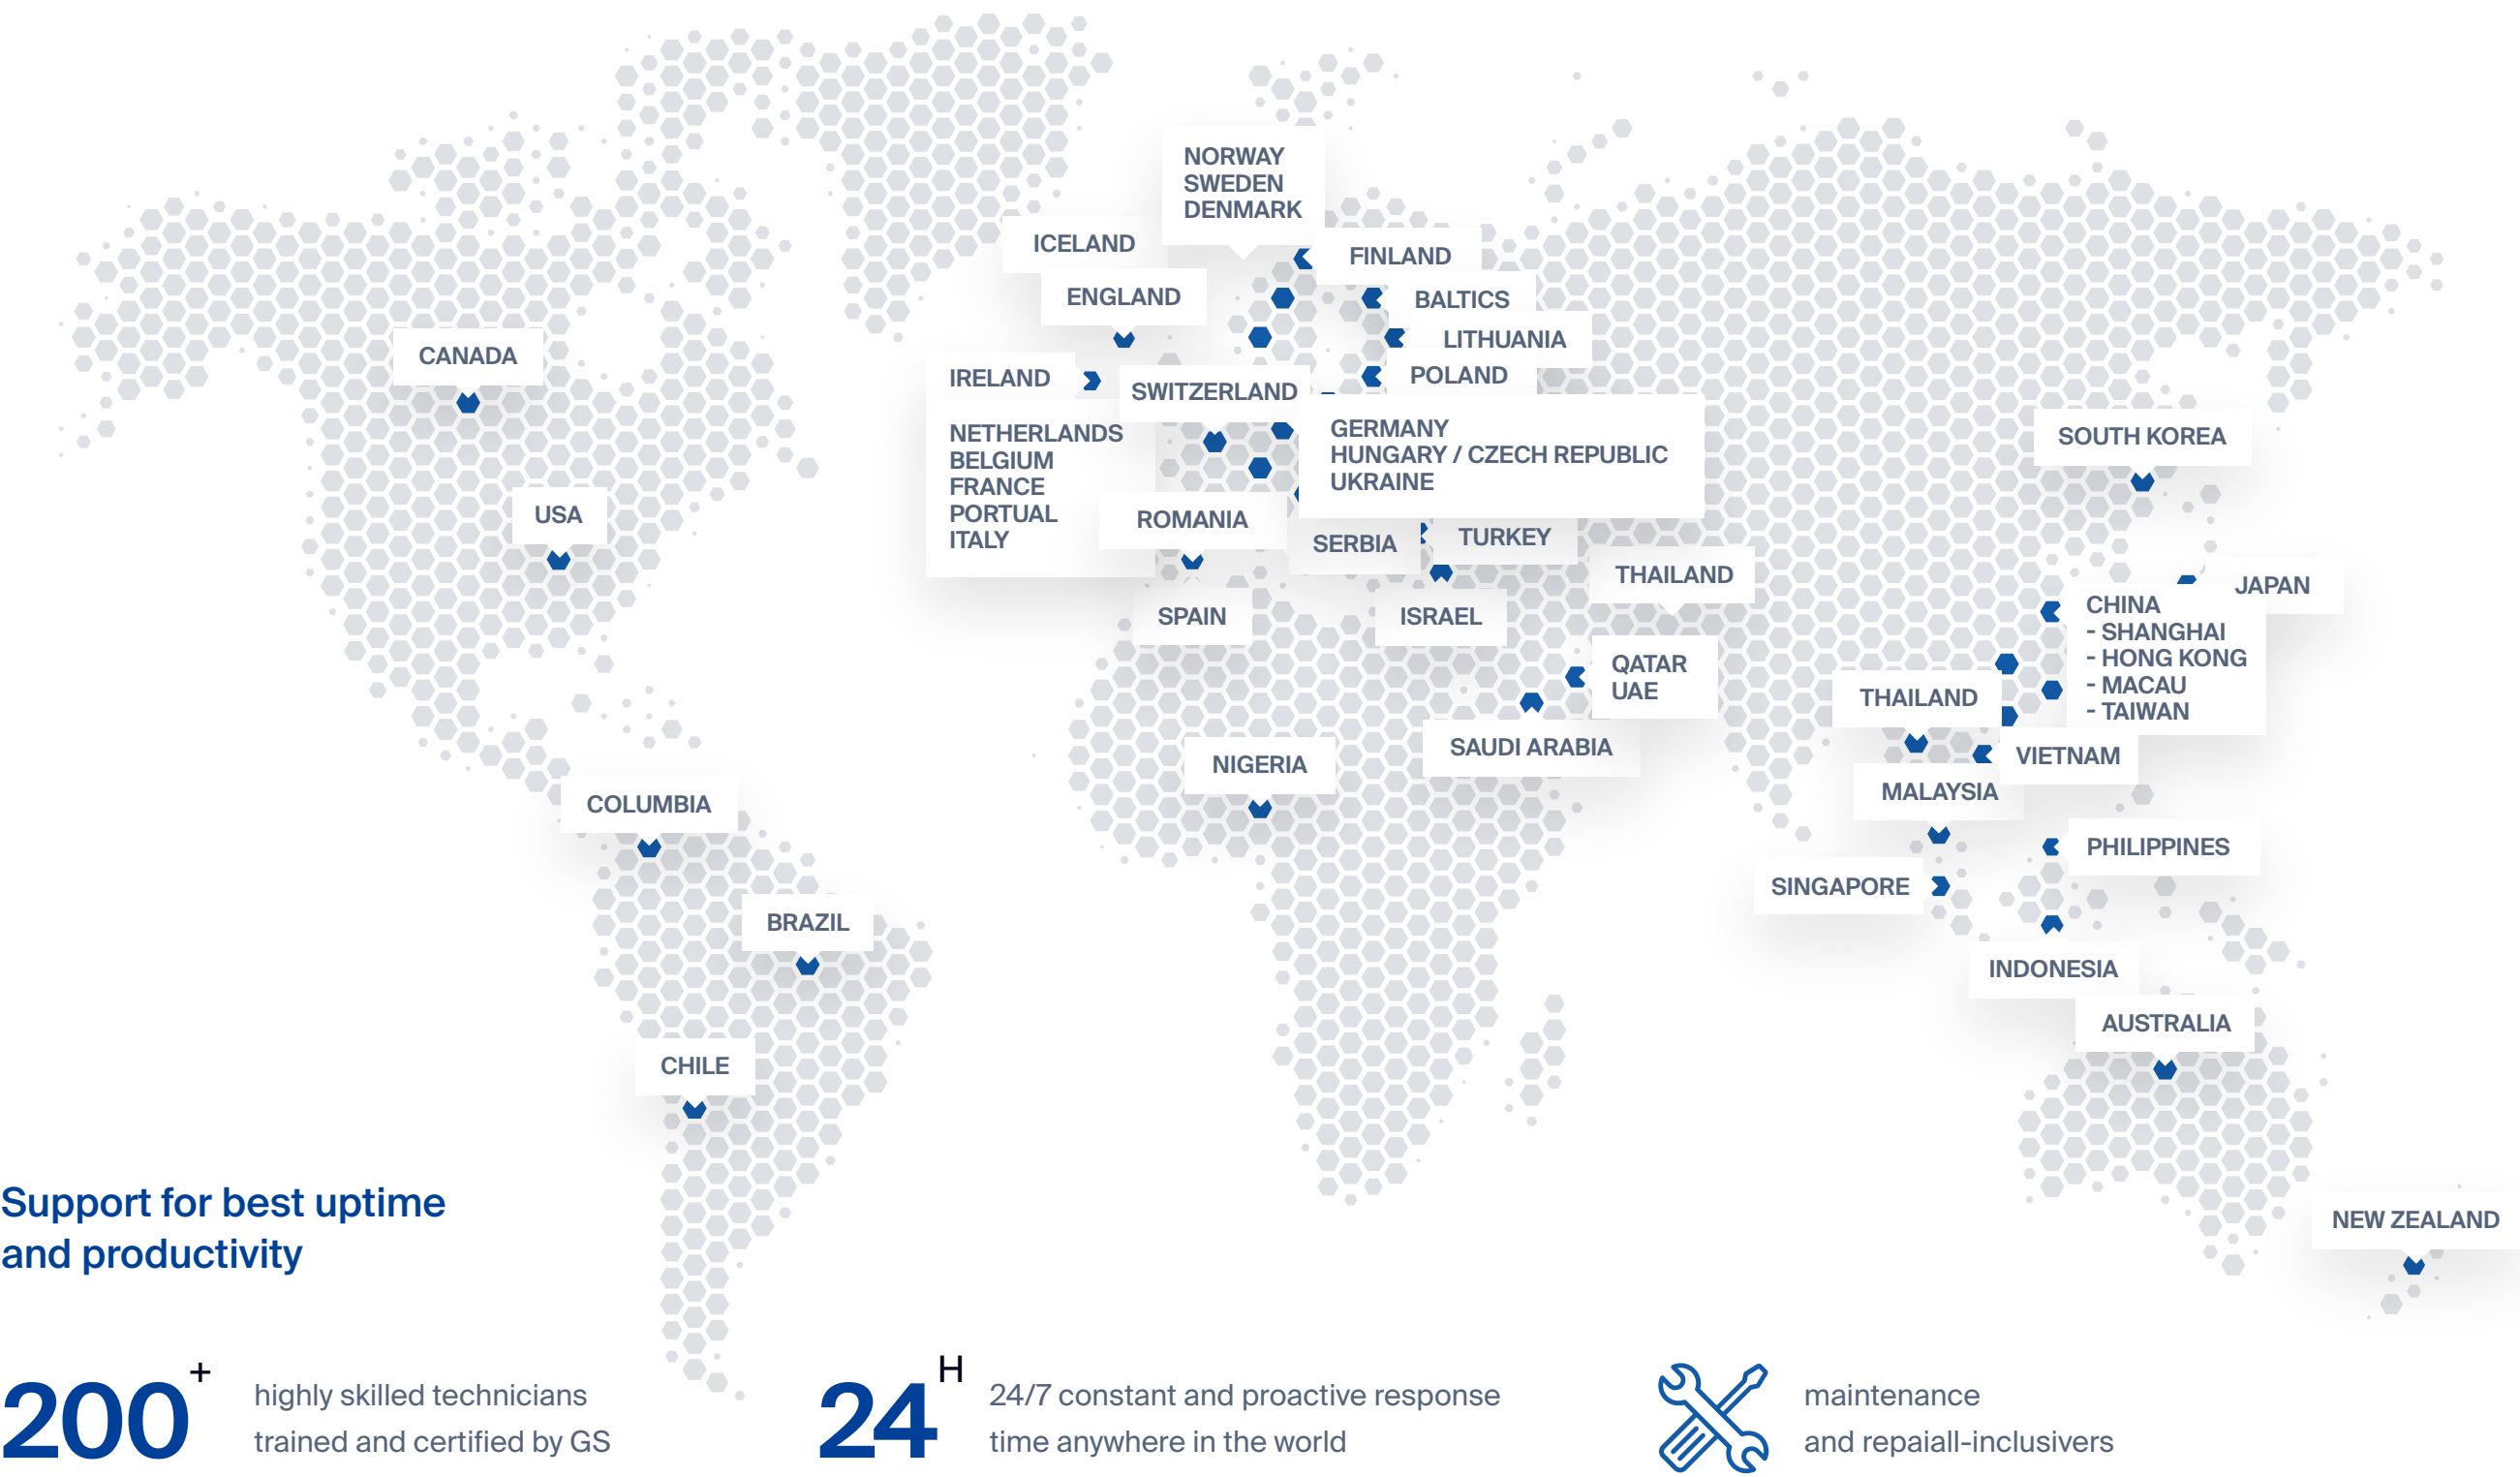 NORWAY
SWEDEN
DENMARK
ICELAND
FINLAND
ENGLAND
BALTICS
LITHUANIA
CANADA
IRELAND
SWITZERLAND
POLAND
NETHERLANDS
BELGIUM
FRANCE
PORTUAL
ITALY
GERMANY
HUNGARY / CZECH REPUBLIC
UKRAINE
SOUTH KOREA
USA
ROMANIA
SERBIA
TURKEY
THAILAND
JAPAN
SPAIN
ISRAEL
CHINA
- SHANGHAI
- HONG KONG
- MACAU
- TAIWAN
QATAR
UAE
THAILAND
SAUDI ARABIA
NIGERIA
VIETNAM
MALAYSIA
COLUMBIA
PHILIPPINES
SINGAPORE
BRAZIL
INDONESIA
AUSTRALIA
CHILE
NEW ZEALAND
Support for best uptime
and productivity
200+
highly skilled technicians
trained and certified by GS
24H
24/7 constant and proactive response
time anywhere in the world
maintenance
and repaiall-inclusivers